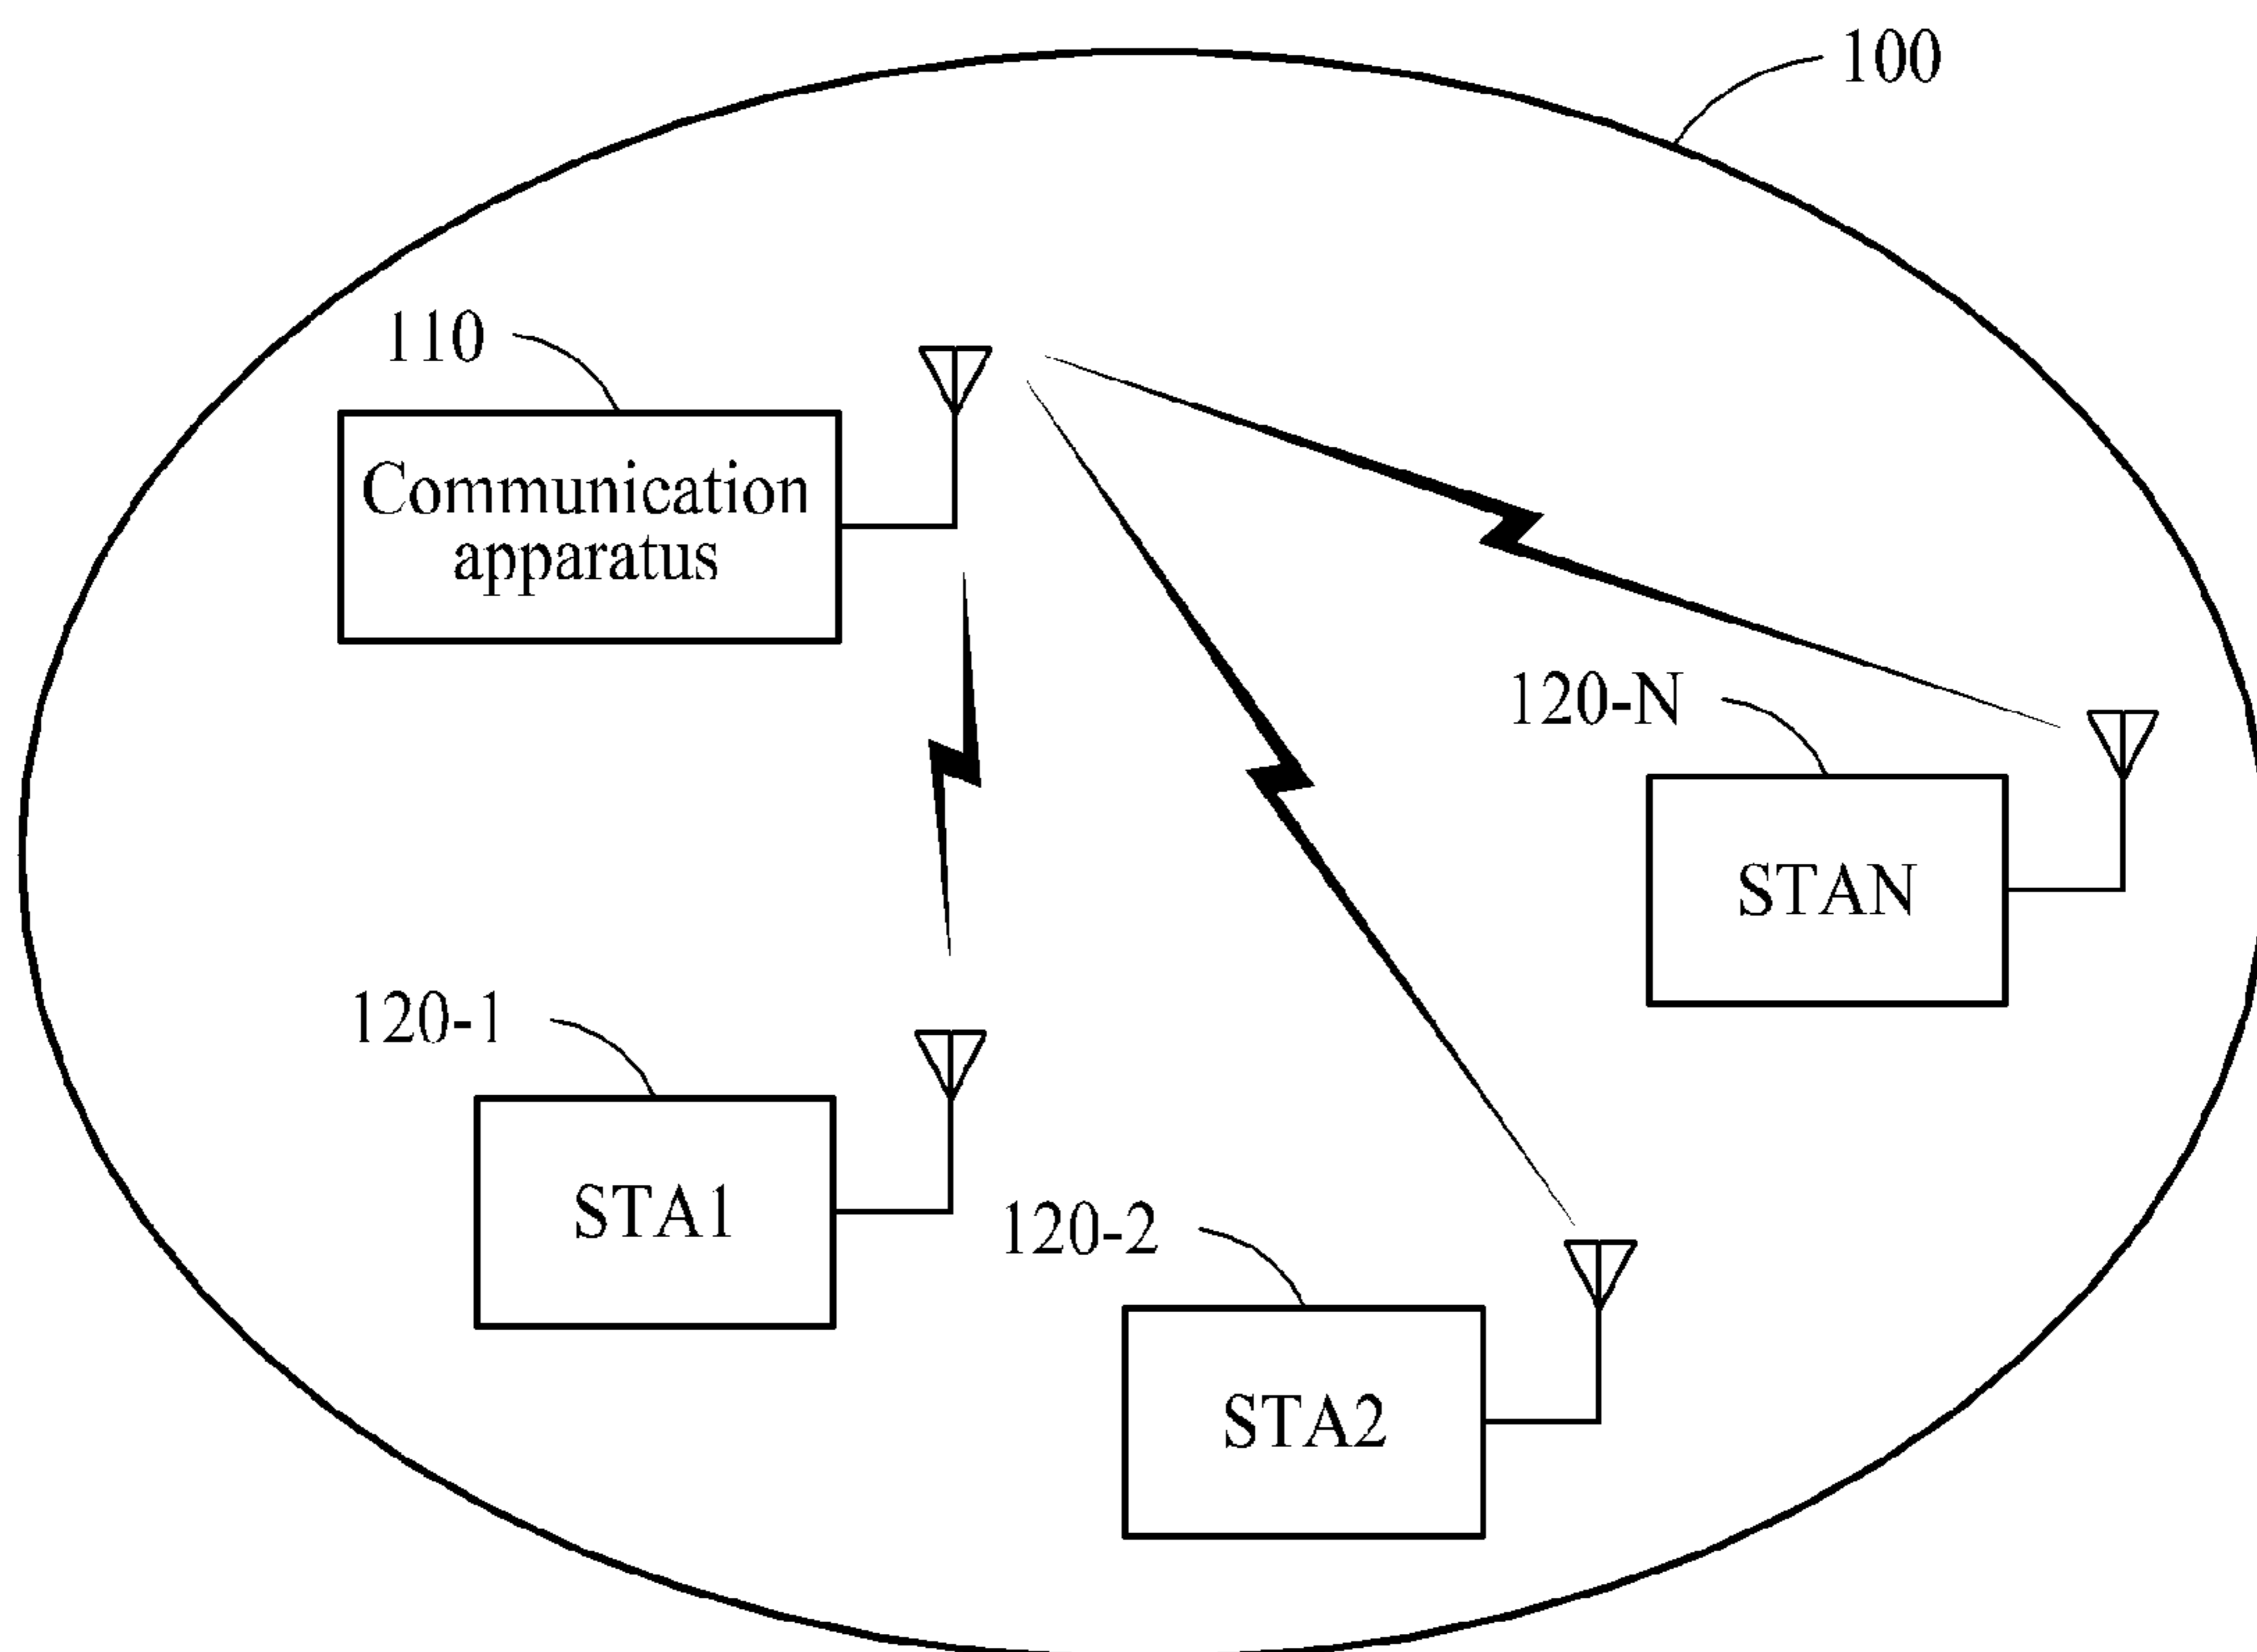 100
110
Communication
apparatus
120-N
STAN
120-1
STA1
120-2
STA2